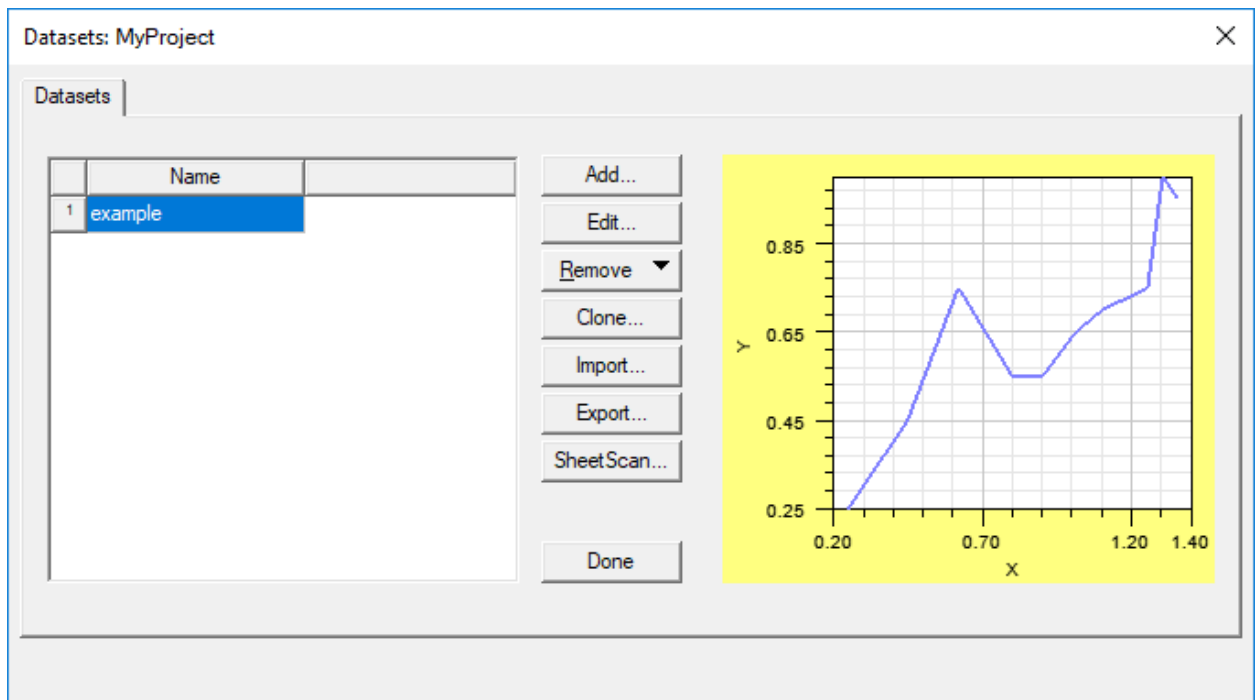 Datasets: MyProject
Datasets
Name
1 example
Add...
Edit...
Remove
Clone...
Import...
Export...
SheetScan...
Done
0.85
0.65
Y
0.45
0.25
0.20 0.70 1.20 1.40
X